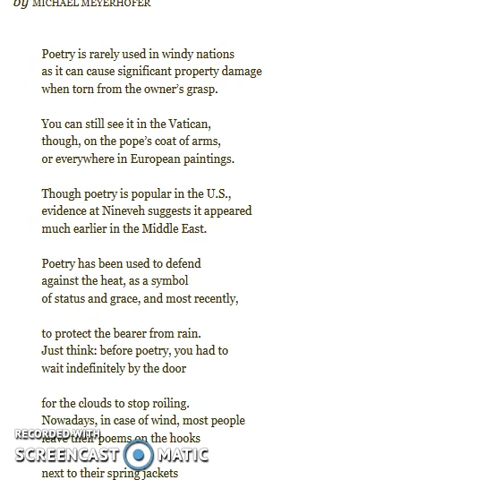 by MICHAEL MEYERHOFER
Poetry is rarely used in windy nations
as it can cause significant property damage
when torn from the owner's grasp.
You can still see it in the Vatican,
though, on the pope's coat of arms,
or everywhere in European paintings.
Though poetry is popular in the U.S.,
evidence at Nineveh suggests it appeared
much earlier in the Middle East.
Poetry has been used to defend
against the heat, as a symbol
of status and grace, and most recently,
to protect the bearer from rain.
Just think: before poetry, you had to
wait indefinitely by the door
for the clouds to stop roiling.
Nowadays, in case of wind, most people
leave their poems on the hooks
RECORDED WITH
SCREENCAST MATIC
next to their spring jackets